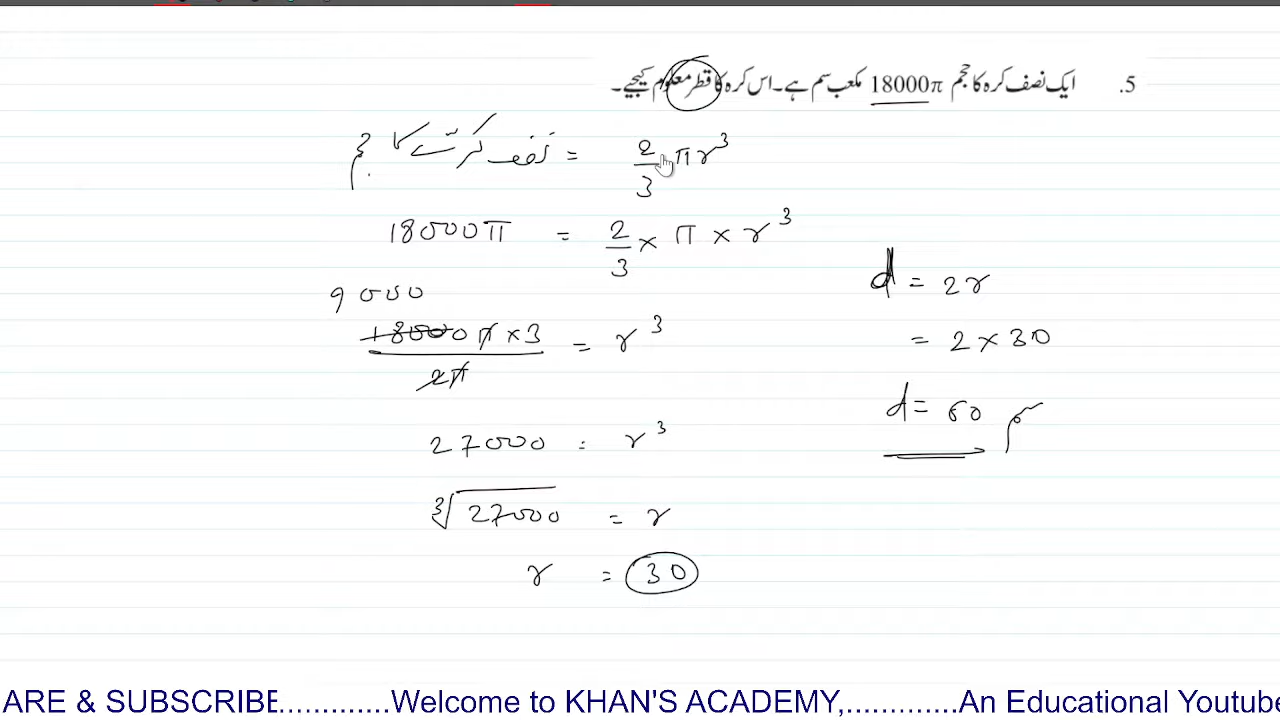 5. ایک نصف کرہ کا حجم 18000π مکعب سم ہے۔ اس کرہ کا قطر معلوم کیجیے۔
نصف کرے کا حجم = 2/3 πr³
18000π = 2/3 × π × r³
9000
18000π × 3 / 2π = r³
27000 = r³
³√27000 = r
r = 30
d = 2r
= 2 × 30
d = 60 سم
ARE & SUBSCRIBE.............Welcome to KHAN'S ACADEMY,.............An Educational Youtube